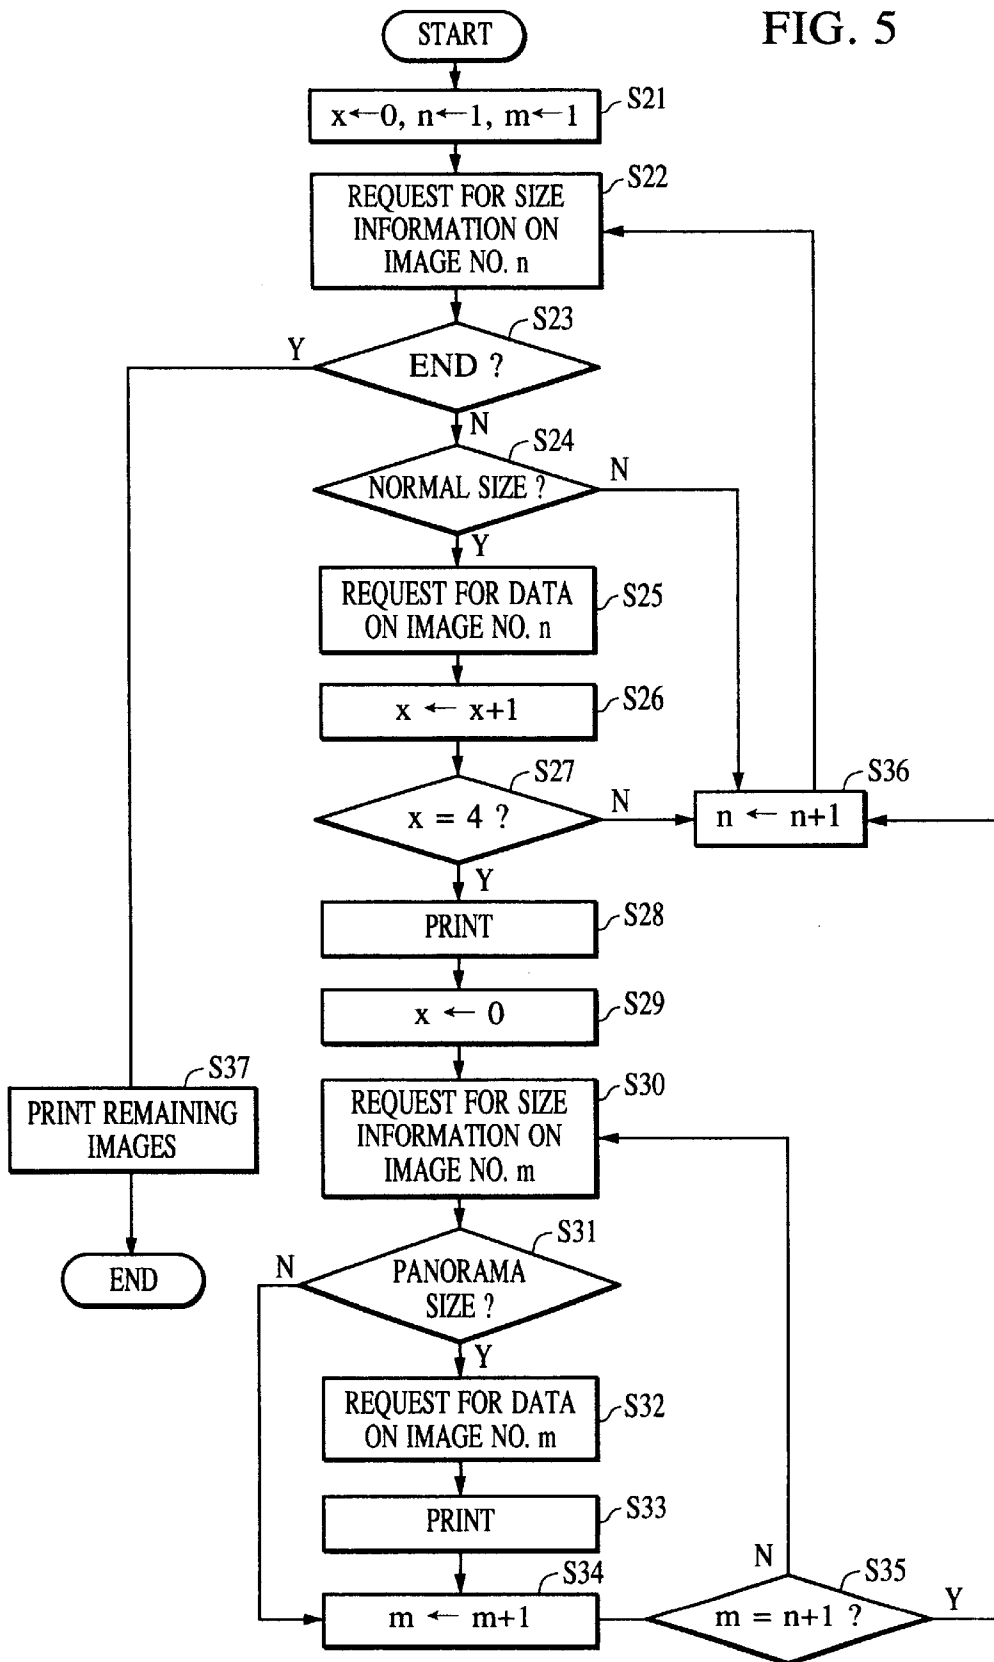 FIG. 5
START
S21
x←0, n←1, m←1
S22
REQUEST FOR SIZE
INFORMATION ON
IMAGE NO. n
S23
Y
END ?
N
S24
NORMAL SIZE ?
N
Y
REQUEST FOR DATA
ON IMAGE NO. n
S25
x ← x+1
S26
S27
x = 4 ?
N
S36
n ← n+1
Y
PRINT
S28
x ← 0
S29
S37
PRINT REMAINING
IMAGES
END
S30
REQUEST FOR SIZE
INFORMATION ON
IMAGE NO. m
S31
N
PANORAMA
SIZE ?
Y
REQUEST FOR DATA
ON IMAGE NO. m
S32
PRINT
S33
S34
m ← m+1
N
S35
m = n+1 ?
Y